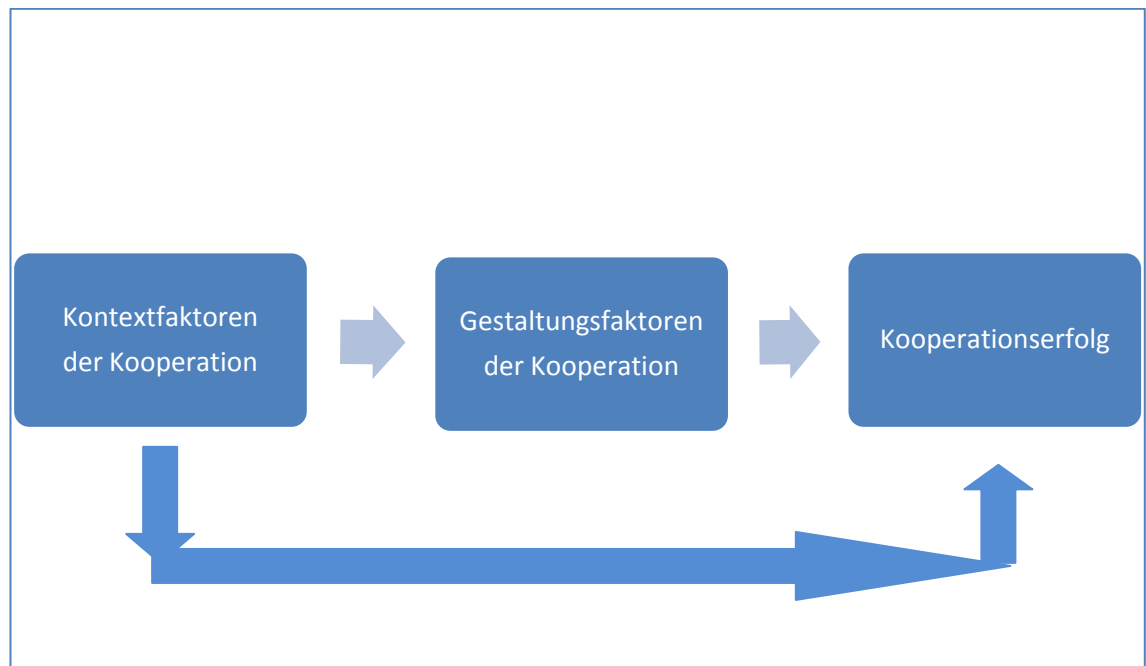 Kontextfaktoren
der Kooperation
Gestaltungsfaktoren
der Kooperation
Kooperationserfolg